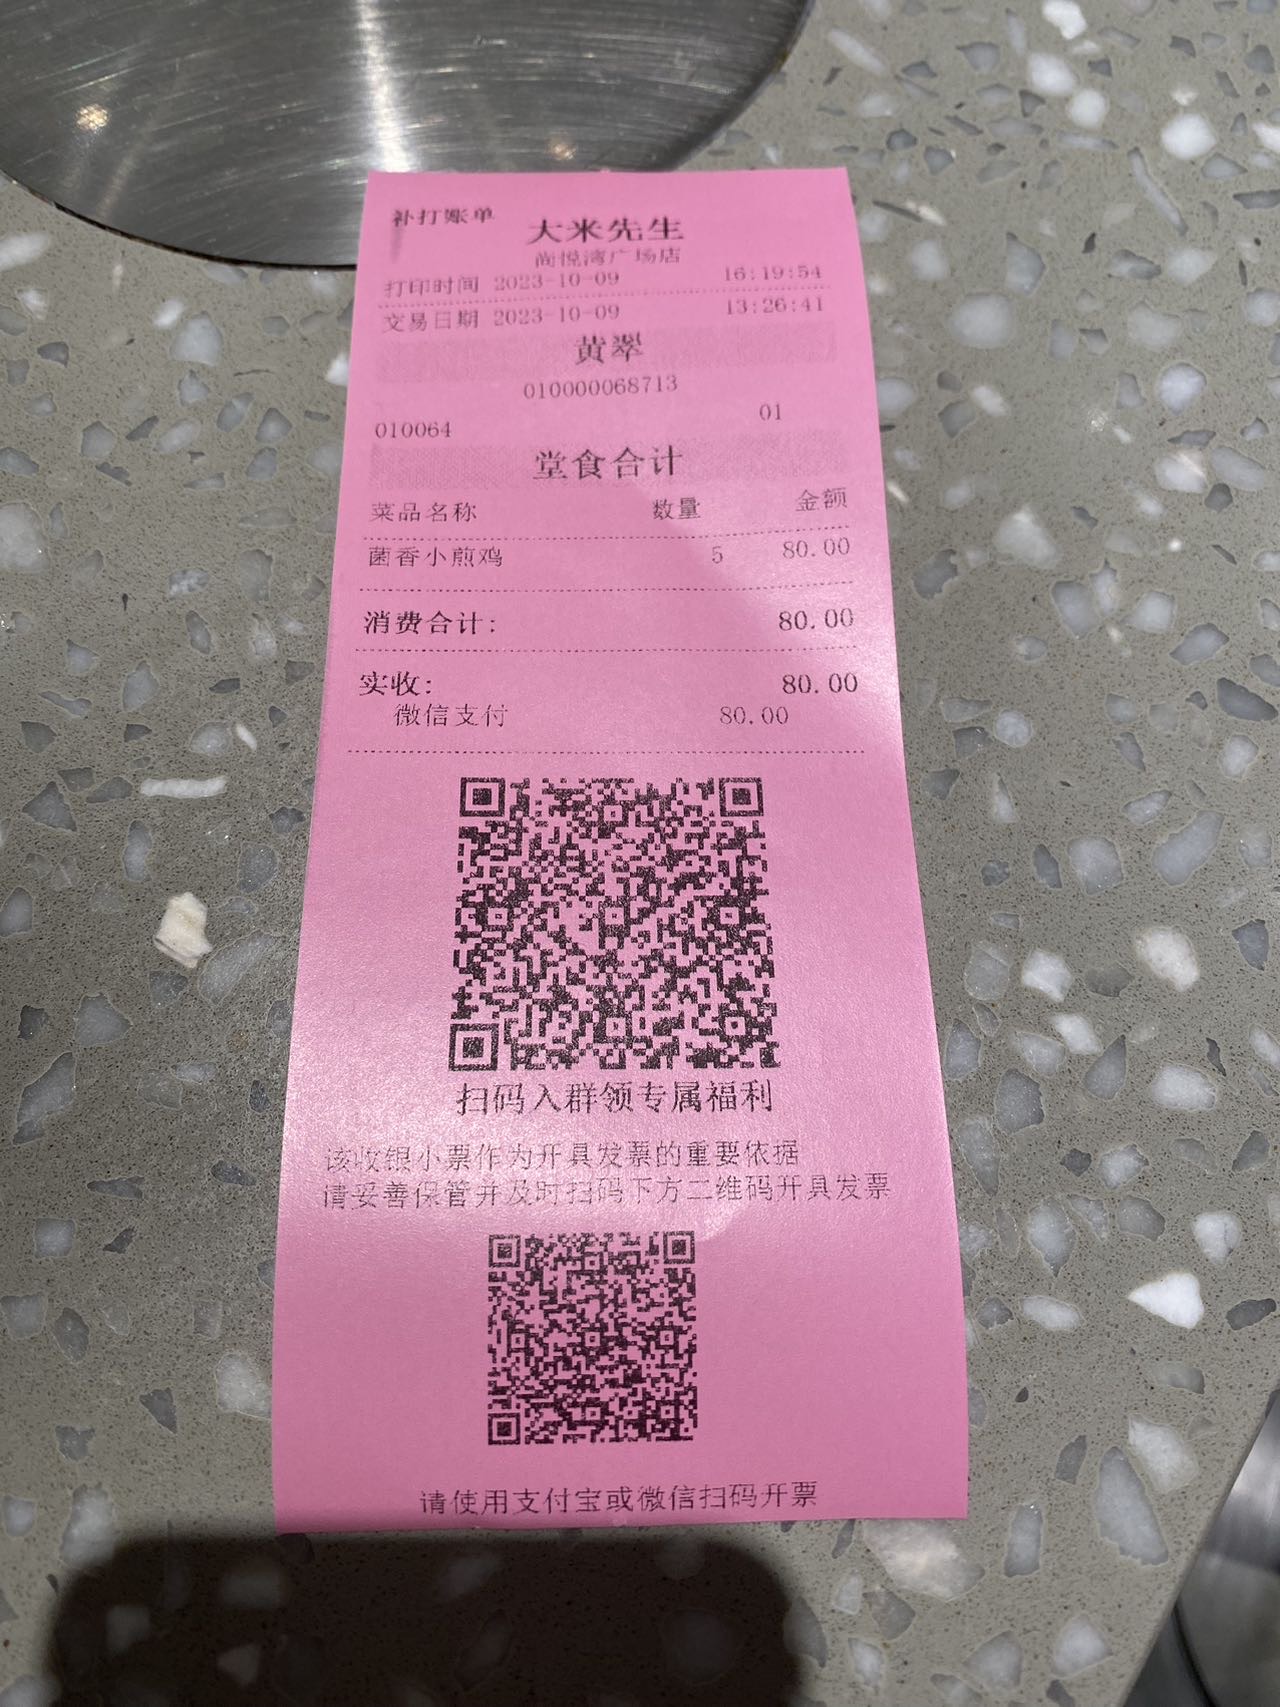 补打账单
大米先生
尚悦湾广场店
打印时间 2023-10-09 16:19:54
交易日期 2023-10-09 13:26:41
黄翠
010000068713
010064 01
堂食合计
菜品名称 数量 金额
菌香小煎鸡 5 80.00
消费合计: 80.00
实收: 80.00
微信支付 80.00
扫码入群领专属福利
该收银小票作为开具发票的重要依据
请妥善保管并及时扫码下方二维码开具发票
请使用支付宝或微信扫码开票